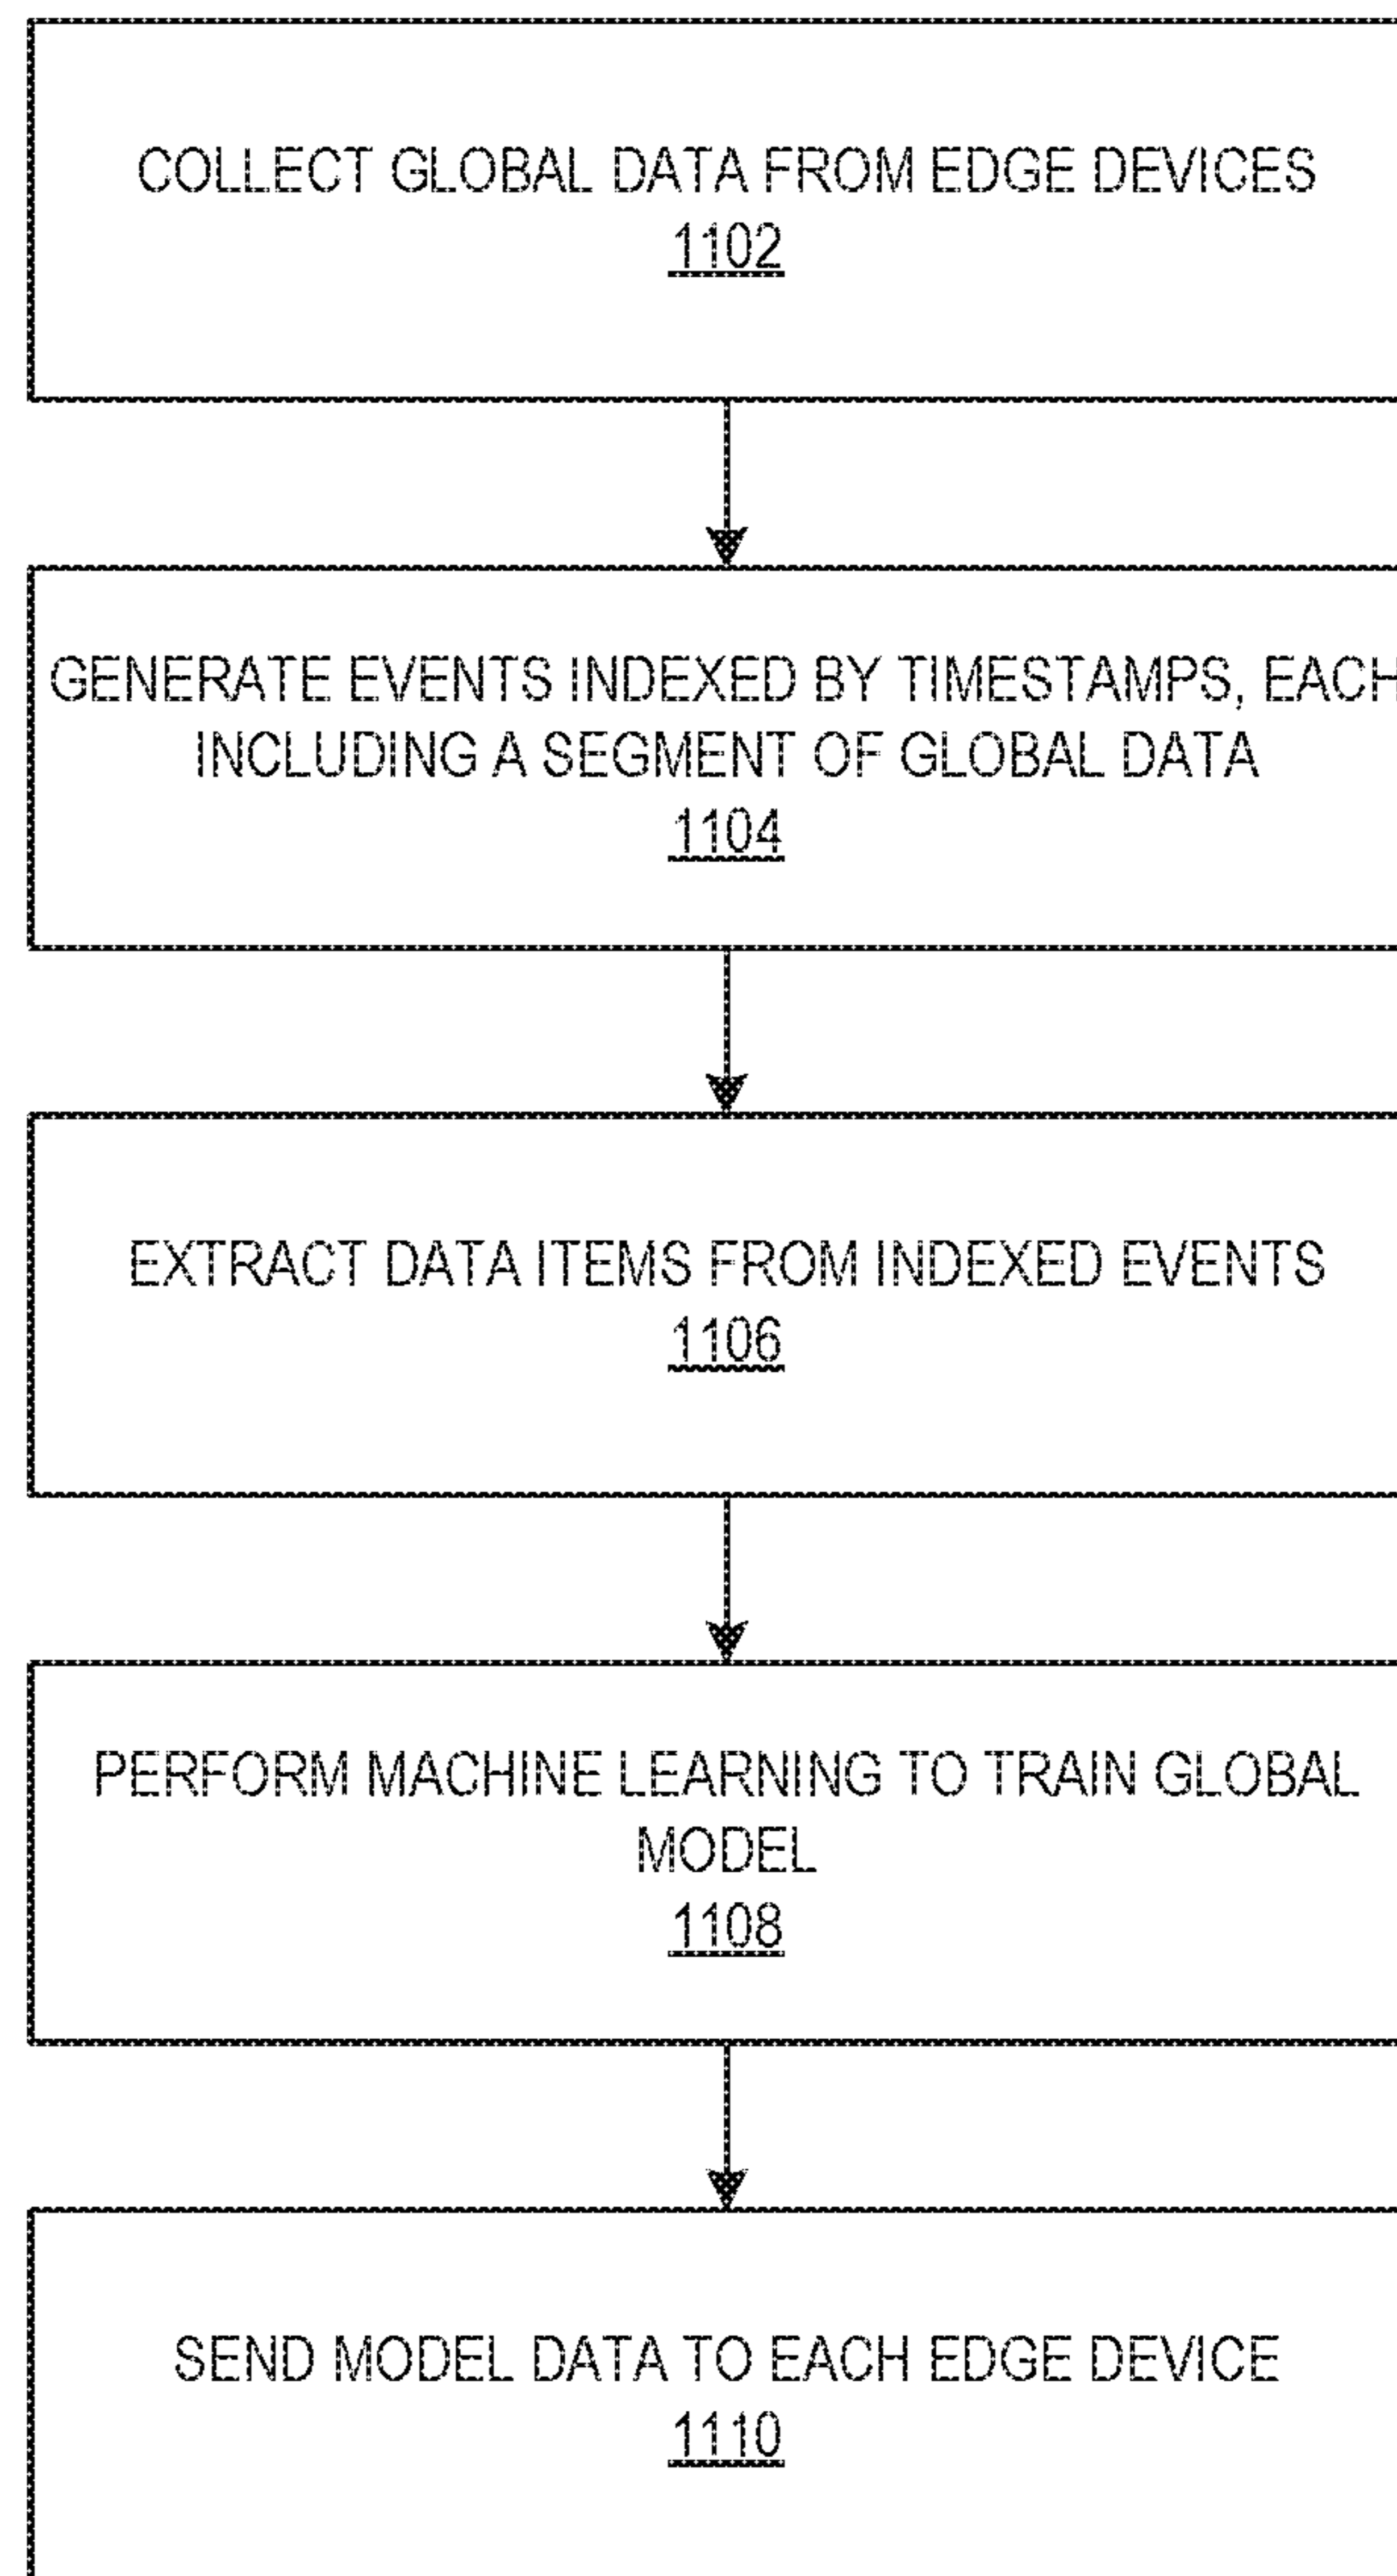 COLLECT GLOBAL DATA FROM EDGE DEVICES
1102
GENERATE EVENTS INDEXED BY TIMESTAMPS, EACH
INCLUDING A SEGMENT OF GLOBAL DATA
1104
EXTRACT DATA ITEMS FROM INDEXED EVENTS
1106
PERFORM MACHINE LEARNING TO TRAIN GLOBAL
MODEL
1108
SEND MODEL DATA TO EACH EDGE DEVICE
1110